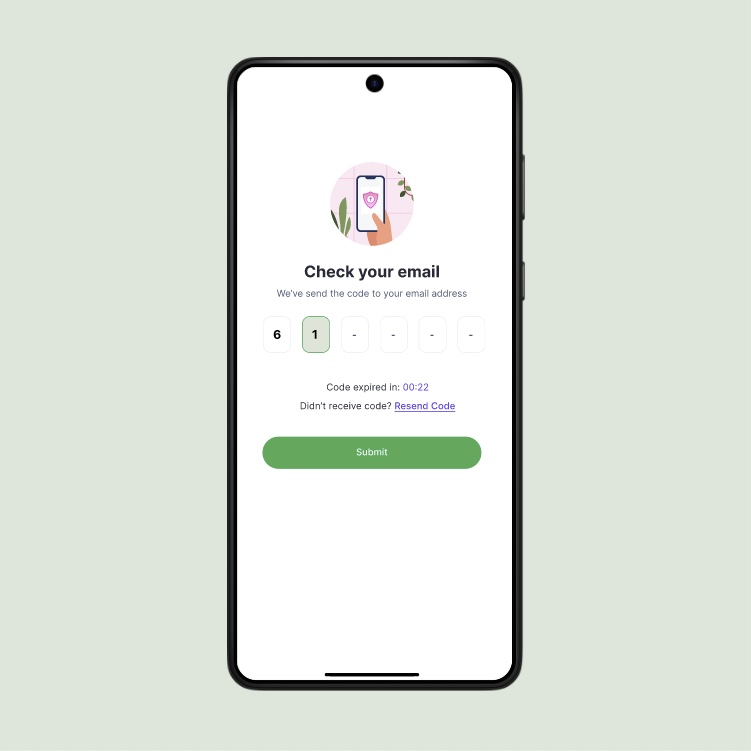 Check your email
We've send the code to your email address
6 1 - - - -
Code expired in: 00:22
Didn't receive code? Resend Code
Submit